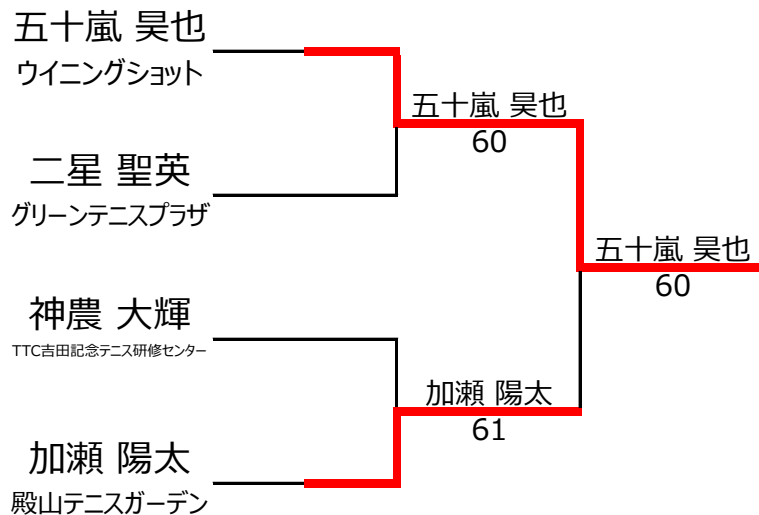 五十嵐 昊也
ウイニングショット
五十嵐 昊也
60
二星 聖英
グリーンテニスプラザ
五十嵐 昊也
60
神農 大輝
TTC吉田記念テニス研修センター
加瀬 陽太
61
加瀬 陽太
殿山テニスガーデン